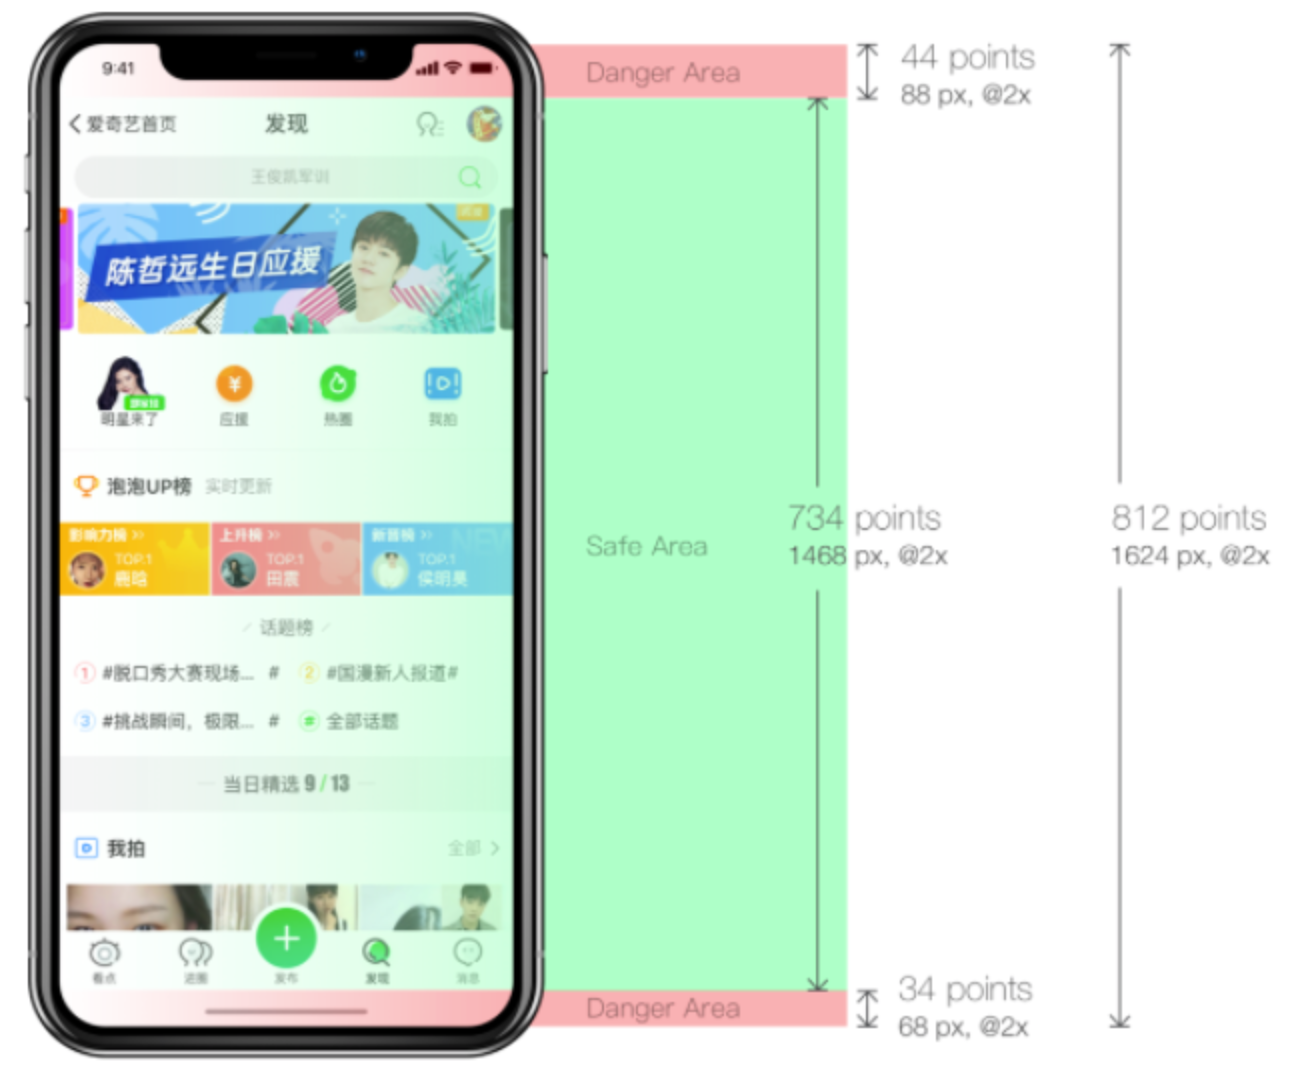 9:41
爱奇艺首页
发现
王俊凯军训
陈哲远生日应援
明星来了
应援
热圈
我拍
泡泡UP榜 实时更新
影响力榜
TOP.1
鹿晗
上升榜
TOP.1
田震
新晋榜
TOP.1
侯明昊
话题榜
1 #脱口秀大赛现场... #
2 #国漫新人报道#
3 #挑战瞬间，极限... #
# 全部话题
当日精选 9 / 13
我拍
全部
看点
泡圈
发布
发现
消息
Danger Area
44 points
88 px, @2x
Safe Area
734 points
1468 px, @2x
812 points
1624 px, @2x
Danger Area
34 points
68 px, @2x